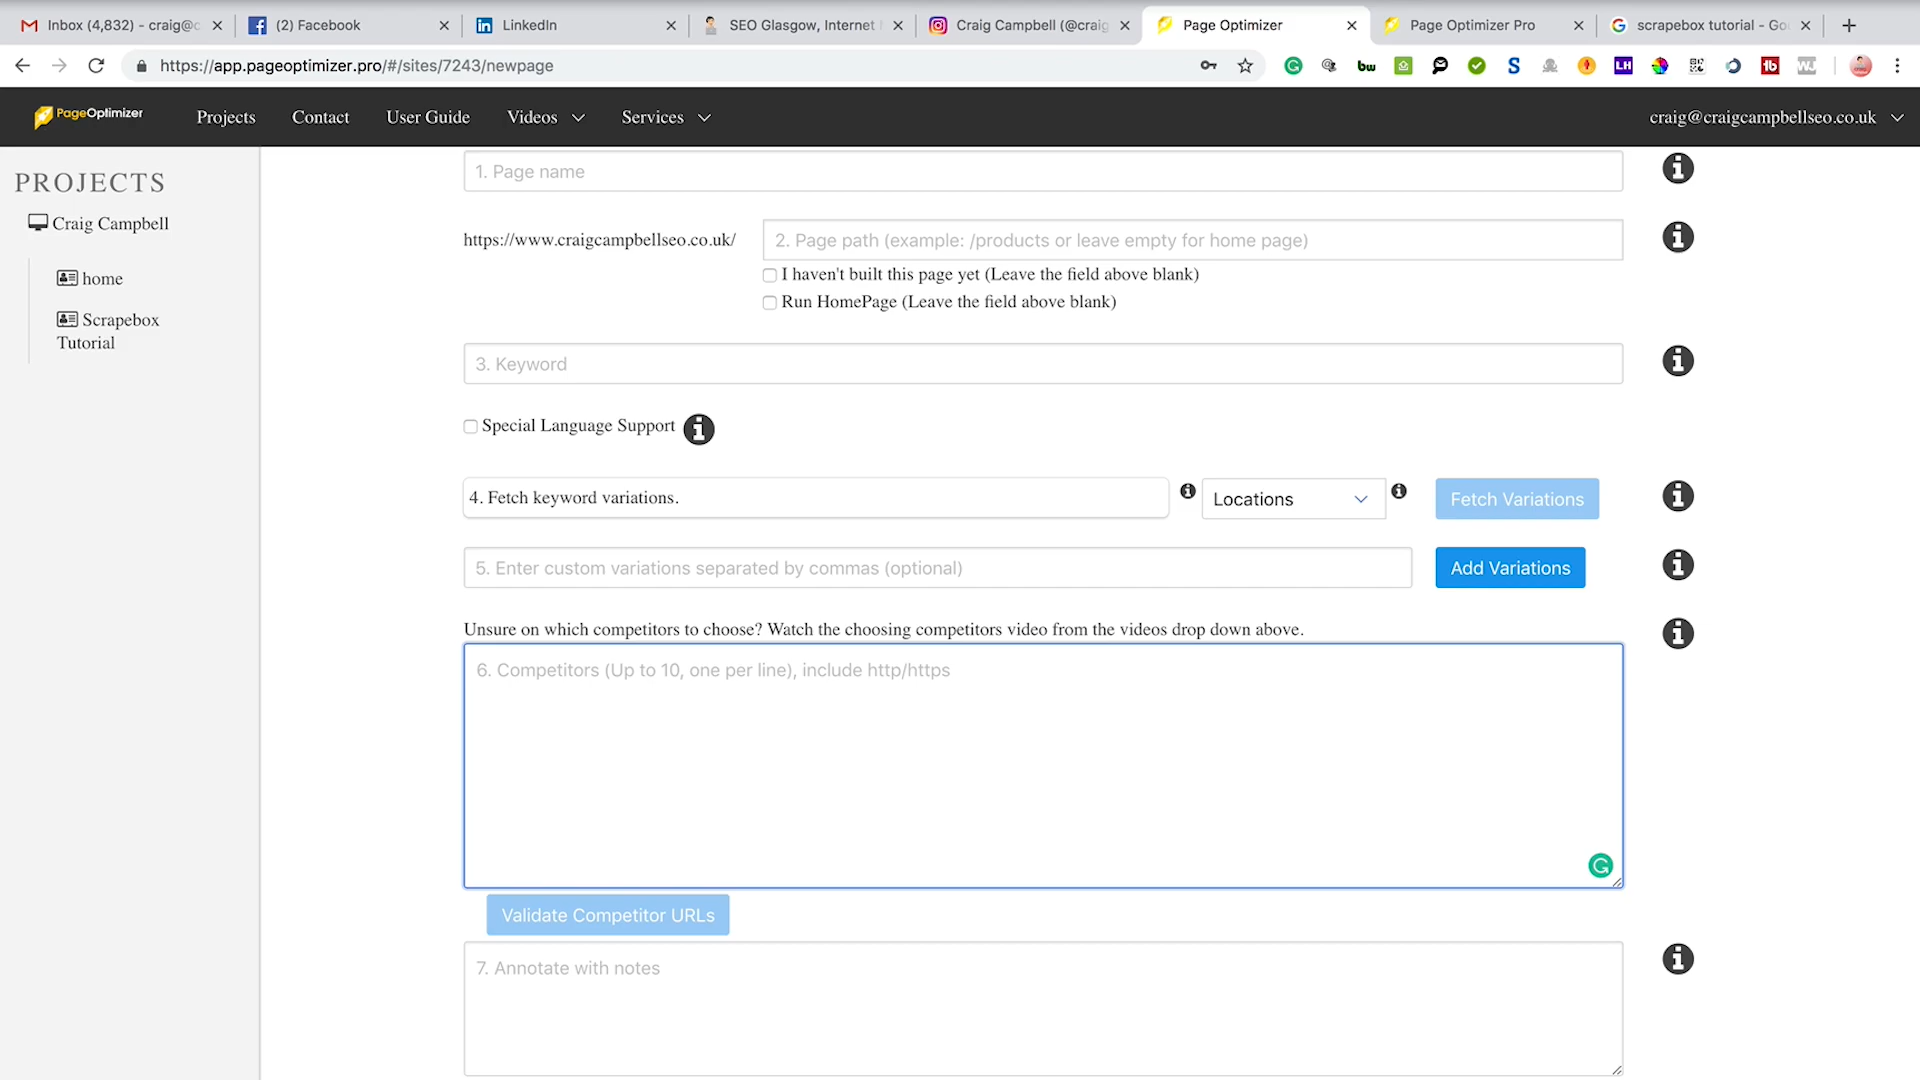 Inbox (4,832) - craig@c
(2) Facebook
LinkedIn
SEO Glasgow, Internet
Craig Campbell (@craig
Page Optimizer
Page Optimizer Pro
scrapebox tutorial - Goo
https://app.pageoptimizer.pro/#/sites/7243/newpage
PageOptimizer
Projects
Contact
User Guide
Videos
Services
craig@craigcampbellseo.co.uk
PROJECTS
Craig Campbell
home
Scrapebox
Tutorial
1. Page name
https://www.craigcampbellseo.co.uk/
2. Page path (example: /products or leave empty for home page)
I haven't built this page yet (Leave the field above blank)
Run HomePage (Leave the field above blank)
3. Keyword
Special Language Support
4. Fetch keyword variations.
Locations
Fetch Variations
5. Enter custom variations separated by commas (optional)
Add Variations
Unsure on which competitors to choose? Watch the choosing competitors video from the videos drop down above.
6. Competitors (Up to 10, one per line), include http/https
Validate Competitor URLs
7. Annotate with notes